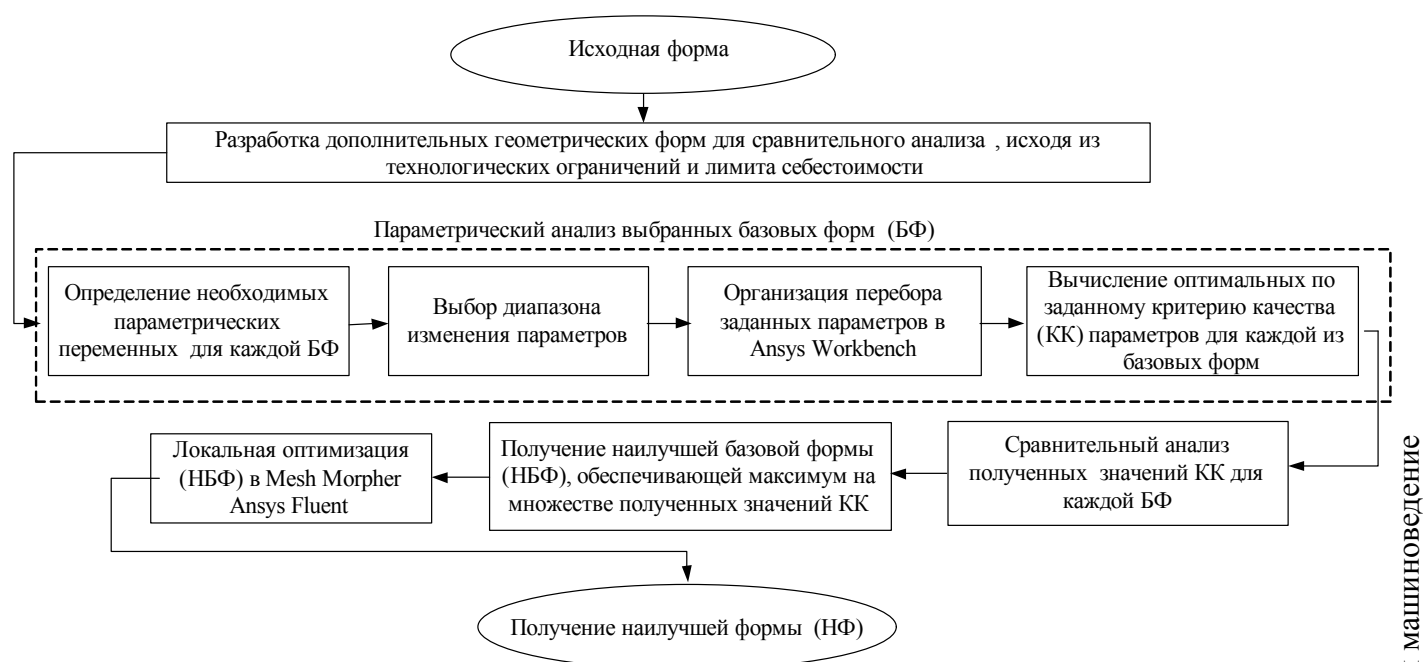 Исходная форма
Разработка дополнительных геометрических форм для сравнительного анализа , исходя из
технологических ограничений и лимита себестоимости
Параметрический анализ выбранных базовых форм (БФ)
Определение необходимых
параметрических
переменных для каждой БФ
Выбор диапазона
изменения параметров
Организация перебора
заданных параметров в
Ansys Workbench
Вычисление оптимальных по
заданному критерию качества
(КК) параметров для каждой из
базовых форм
Сравнительный анализ
полученных значений КК для
каждой БФ
Получение наилучшей базовой формы
(НБФ), обеспечивающей максимум на
множестве полученных значений КК
Локальная оптимизация
(НБФ) в Mesh Morpher
Ansys Fluent
Получение наилучшей формы (НФ)
машиноведение